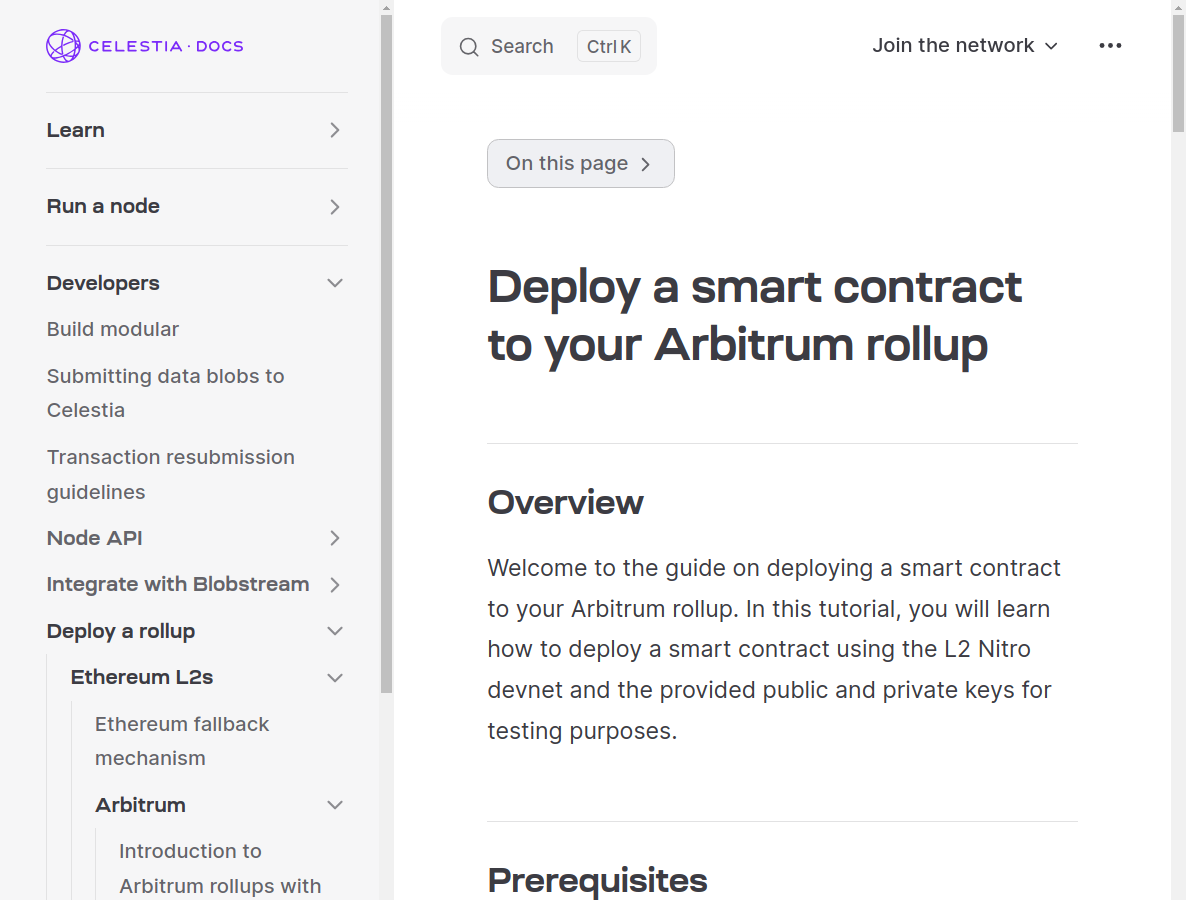 CELESTIA · DOCS
Learn
Run a node
Developers
Build modular
Submitting data blobs to
Celestia
Transaction resubmission
guidelines
Node API
Integrate with Blobstream
Deploy a rollup
Ethereum L2s
Ethereum fallback
mechanism
Arbitrum
Introduction to
Arbitrum rollups with
Search Ctrl K
Join the network
On this page
Deploy a smart contract
to your Arbitrum rollup
Overview
Welcome to the guide on deploying a smart contract
to your Arbitrum rollup. In this tutorial, you will learn
how to deploy a smart contract using the L2 Nitro
devnet and the provided public and private keys for
testing purposes.
Prerequisites